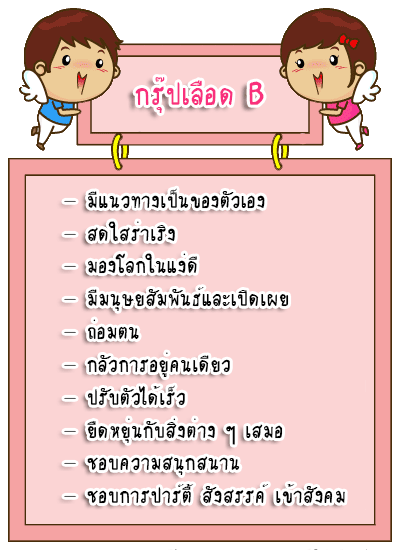 กรุ๊ปเลือด B
– มีแนวทางเป็นของตัวเอง
– สดใสร่าเริง
– มองโลกในแง่ดี
– มีมนุษยสัมพันธ์และเปิดเผย
– ถ่อมตน
– กลัวการอยู่คนเดียว
– ปรับตัวได้เร็ว
– ยืดหยุ่นกับสิ่งต่าง ๆ เสมอ
– ชอบความสนุกสนาน
– ชอบการปาร์ตี้ สังสรรค์ เข้าสังคม